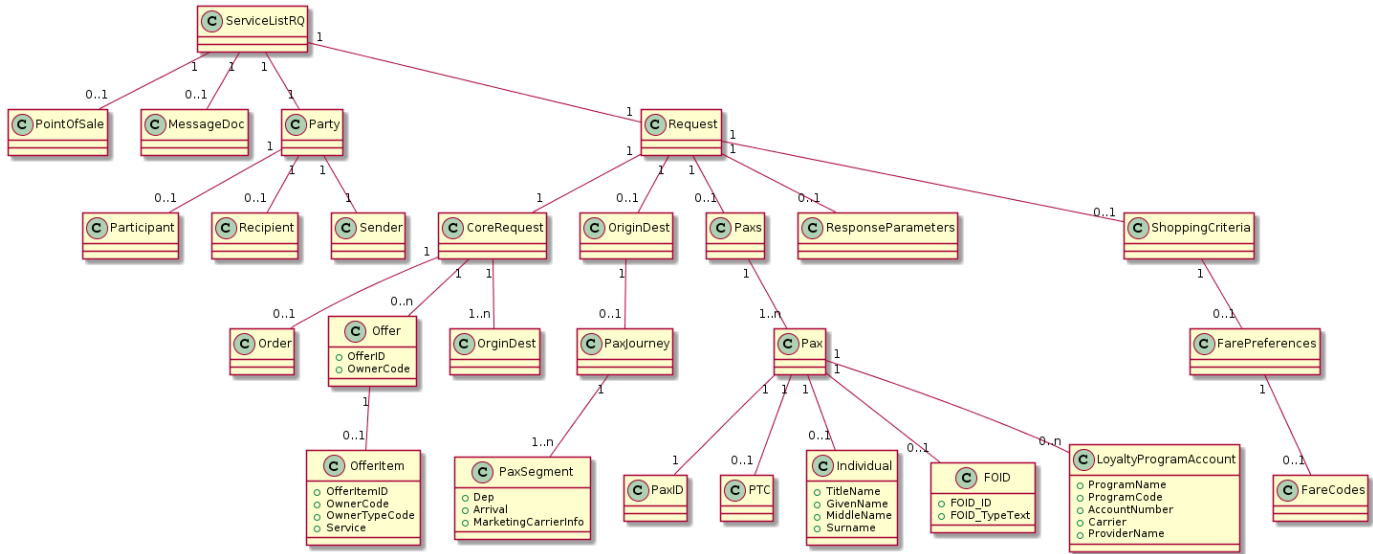 C ServiceListRQ
1 1 1 1
0..1 0..1 1 1
C PointOfSale
C MessageDoc
C Party
C Request
1 1 1
1 1 1 1 1
0..1 0..1 1
1 0..1 0..1 0..1 0..1
C Participant
C Recipient
C Sender
C CoreRequest
C OriginDest
C Paxs
C ResponseParameters
C ShoppingCriteria
1 1 1 1 1 1
0..1 0..n 1..n 0..1 1..n 0..1
C Order
C Offer
OfferID
OwnerCode
C OrginDest
C PaxJourney
C Pax
C FarePreferences
1 1 1 1 1 1 1 1
0..1 1..n 1 0..1 0..1 0..1 0..n 0..1
C OfferItem
OfferItemID
OwnerCode
OwnerTypeCode
Service
C PaxSegment
Dep
Arrival
MarketingCarrierInfo
C PaxID
C PTC
C Individual
TitleName
GivenName
MiddleName
Surname
C FOID
FOID_ID
FOID_TypeText
C LoyaltyProgramAccount
ProgramName
ProgramCode
AccountNumber
Carrier
ProviderName
C FareCodes